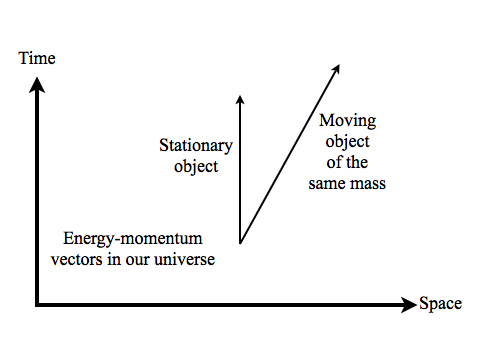 Time
Stationary
object
Moving
object
of the
same mass
Energy-momentum
vectors in our universe
Space